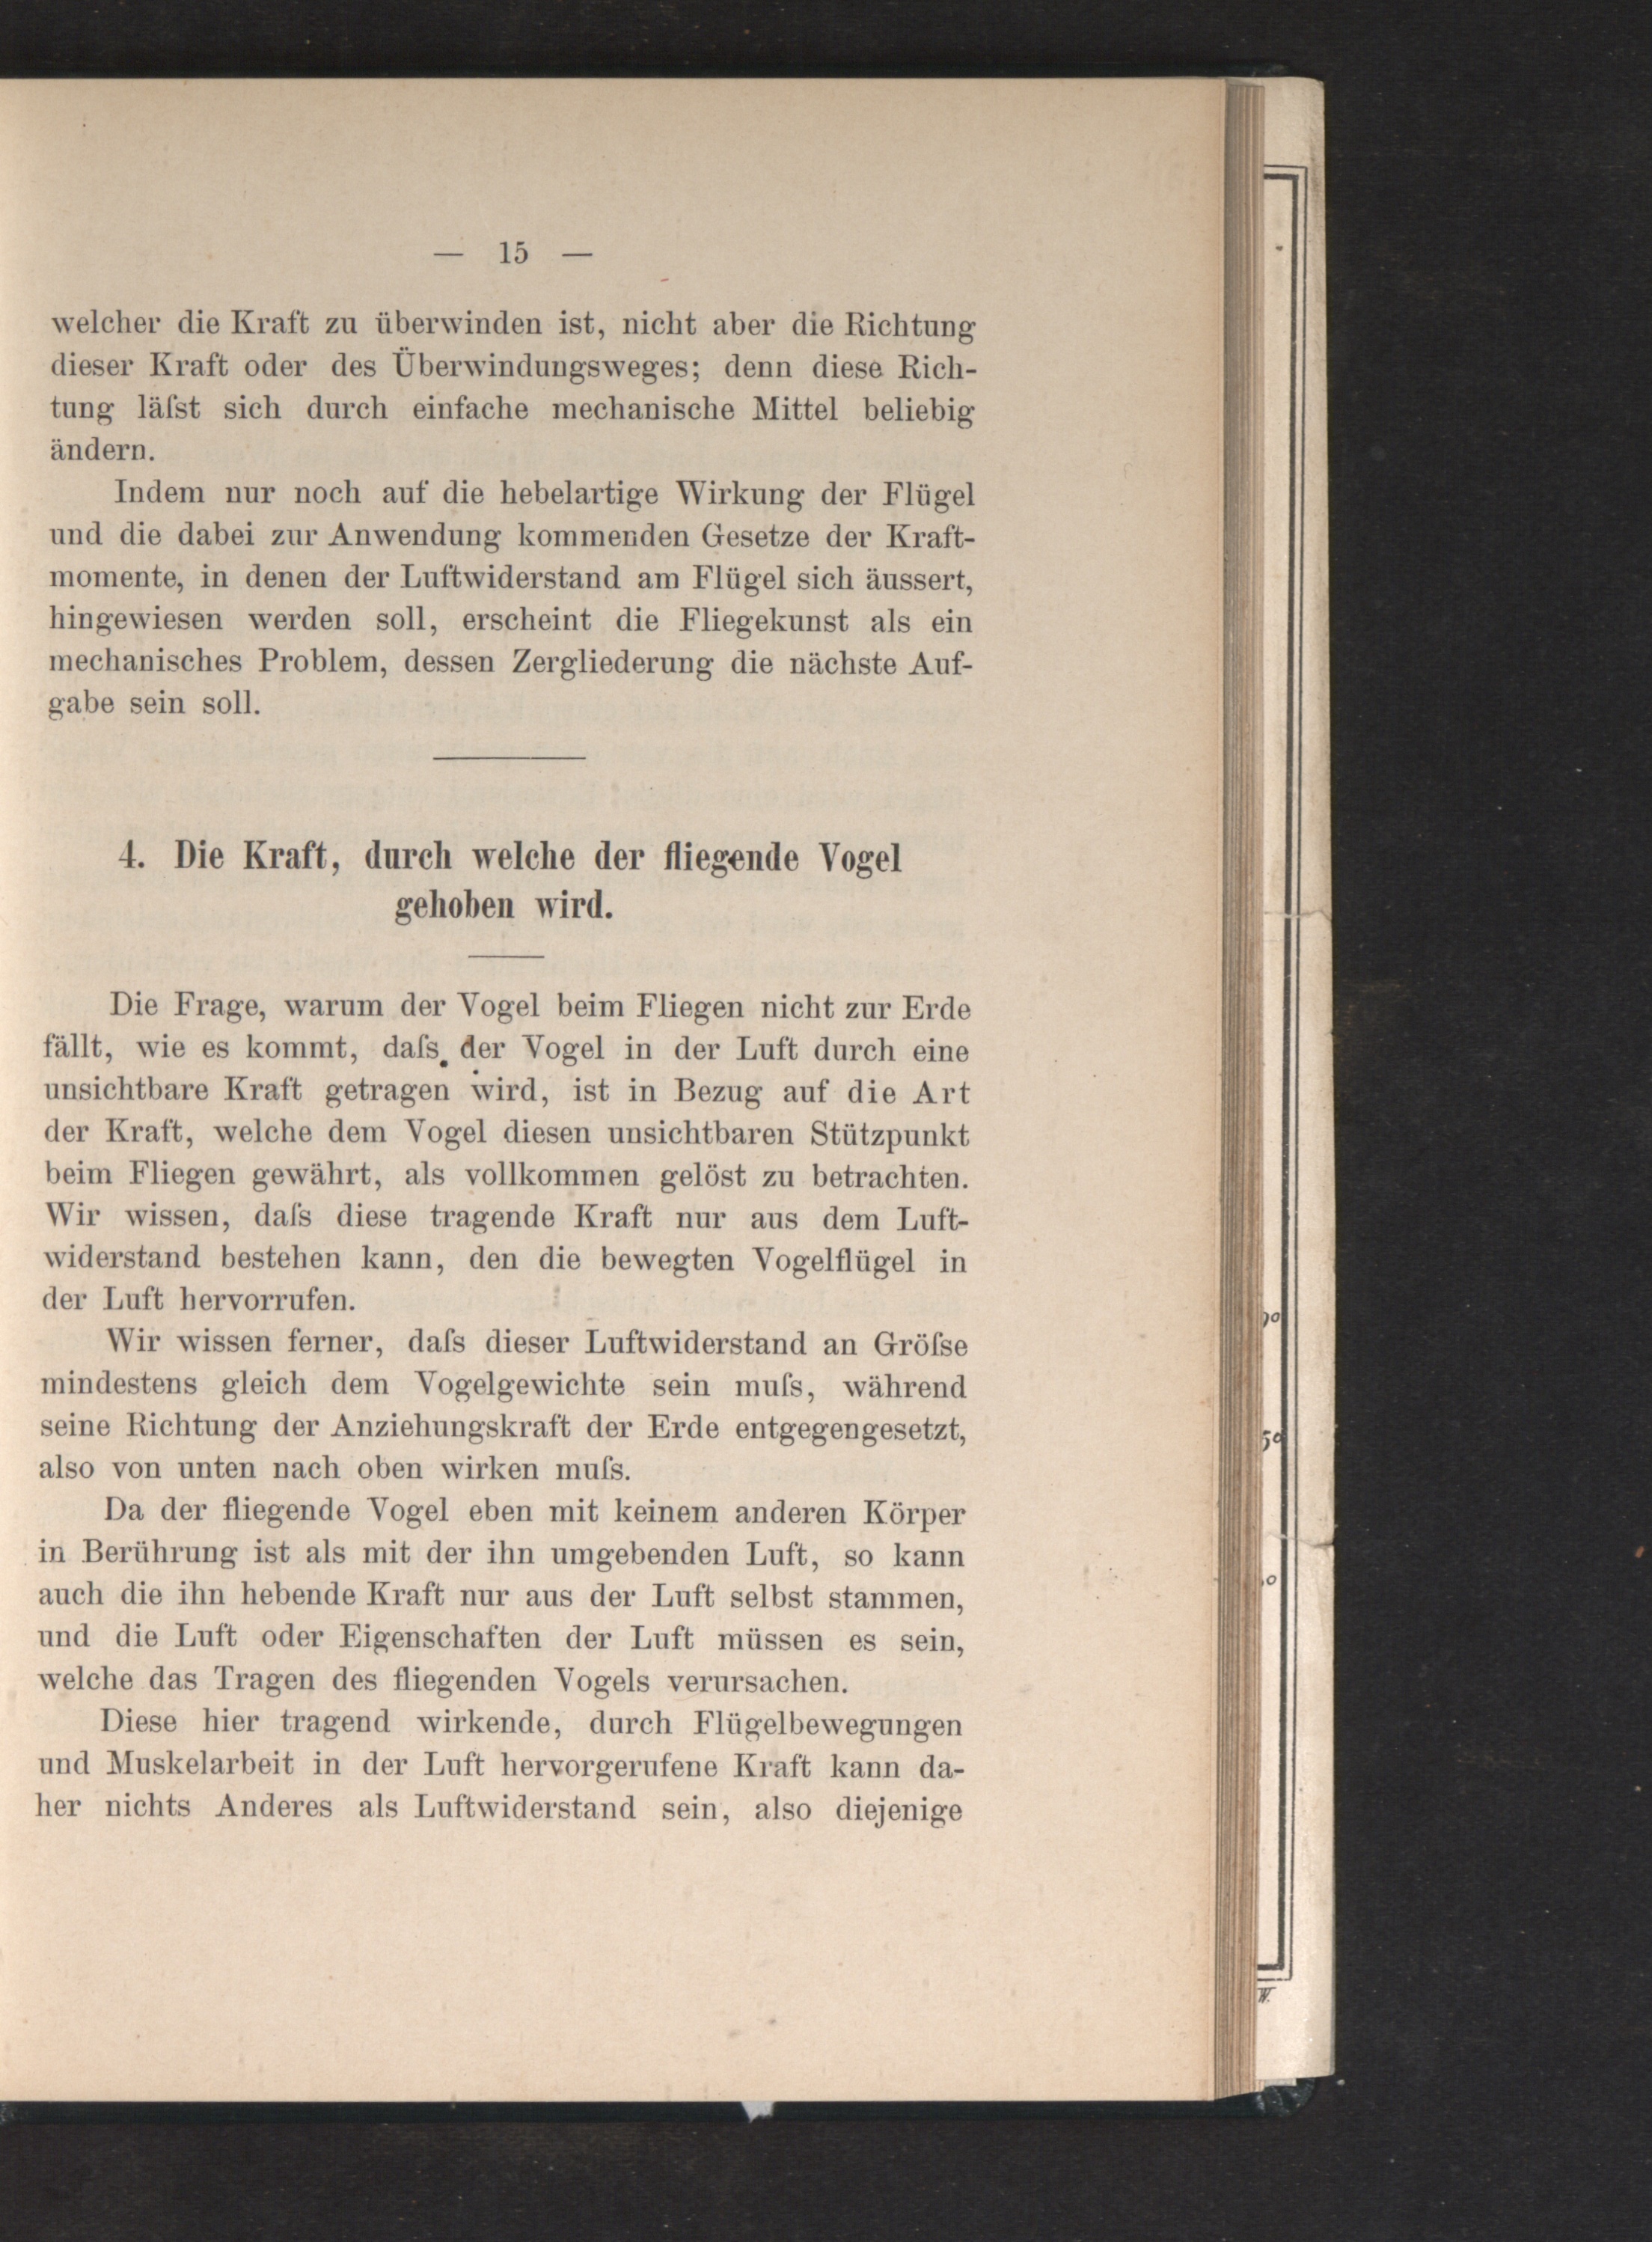 — 15 —
welcher die Kraft zu überwinden ist, nicht aber die Richtung
dieser Kraft oder des Überwindungsweges; denn diese Rich-
tung läſst sich durch einfache mechanische Mittel beliebig
ändern.
Indem nur noch auf die hebelartige Wirkung der Flügel
und die dabei zur Anwendung kommenden Gesetze der Kraft-
momente, in denen der Luftwiderstand am Flügel sich äussert,
hingewiesen werden soll, erscheint die Fliegekunst als ein
mechanisches Problem, dessen Zergliederung die nächste Auf-
gabe sein soll.
4. Die Kraft, durch welche der fliegende Vogel
gehoben wird.
Die Frage, warum der Vogel beim Fliegen nicht zur Erde
fällt, wie es kommt, daſs der Vogel in der Luft durch eine
unsichtbare Kraft getragen wird, ist in Bezug auf die Art
der Kraft, welche dem Vogel diesen unsichtbaren Stützpunkt
beim Fliegen gewährt, als vollkommen gelöst zu betrachten.
Wir wissen, daſs diese tragende Kraft nur aus dem Luft-
widerstand bestehen kann, den die bewegten Vogelflügel in
der Luft hervorrufen.
Wir wissen ferner, daſs dieser Luftwiderstand an Gröſse
mindestens gleich dem Vogelgewichte sein muſs, während
seine Richtung der Anziehungskraft der Erde entgegengesetzt,
also von unten nach oben wirken muſs.
Da der fliegende Vogel eben mit keinem anderen Körper
in Berührung ist als mit der ihn umgebenden Luft, so kann
auch die ihn hebende Kraft nur aus der Luft selbst stammen,
und die Luft oder Eigenschaften der Luft müssen es sein,
welche das Tragen des fliegenden Vogels verursachen.
Diese hier tragend wirkende, durch Flügelbewegungen
und Muskelarbeit in der Luft hervorgerufene Kraft kann da-
her nichts Anderes als Luftwiderstand sein, also diejenige
50
W.